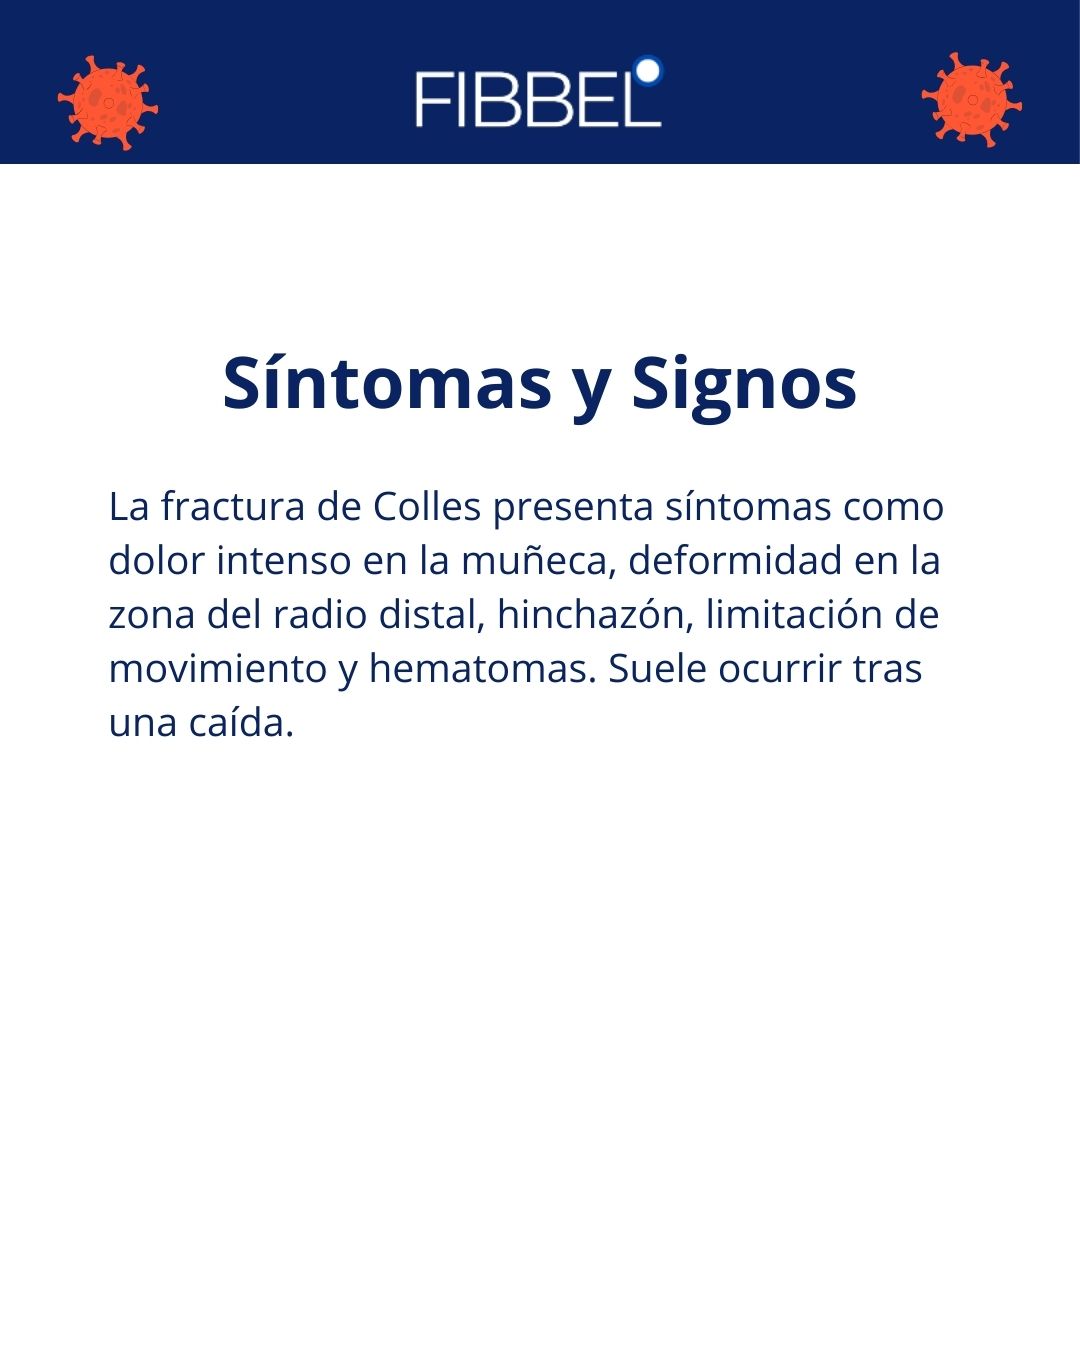 FIBBEL
Síntomas y Signos
La fractura de Colles presenta síntomas como
dolor intenso en la muñeca, deformidad en la
zona del radio distal, hinchazón, limitación de
movimiento y hematomas. Suele ocurrir tras
una caída.